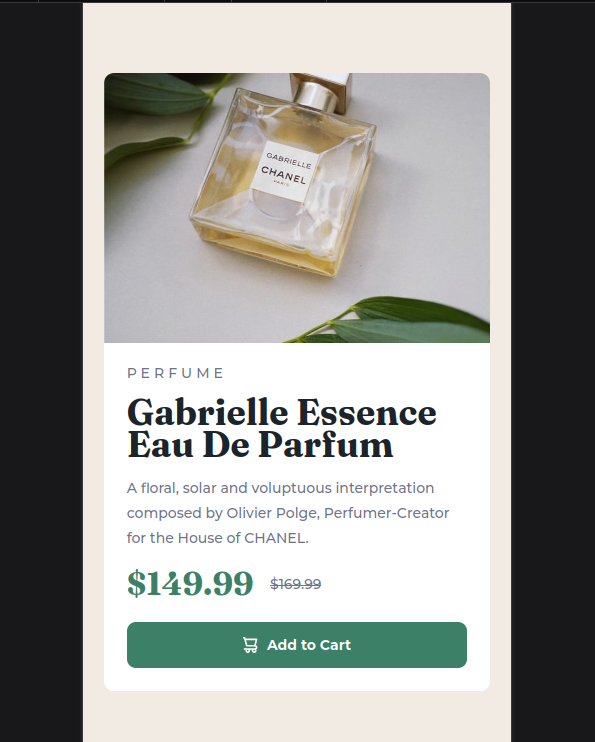 GABRIELLE
CHANEL
PARIS
PERFUME
Gabrielle Essence
Eau De Parfum
A floral, solar and voluptuous interpretation
composed by Olivier Polge, Perfumer-Creator
for the House of CHANEL.
$149.99 $169.99
Add to Cart